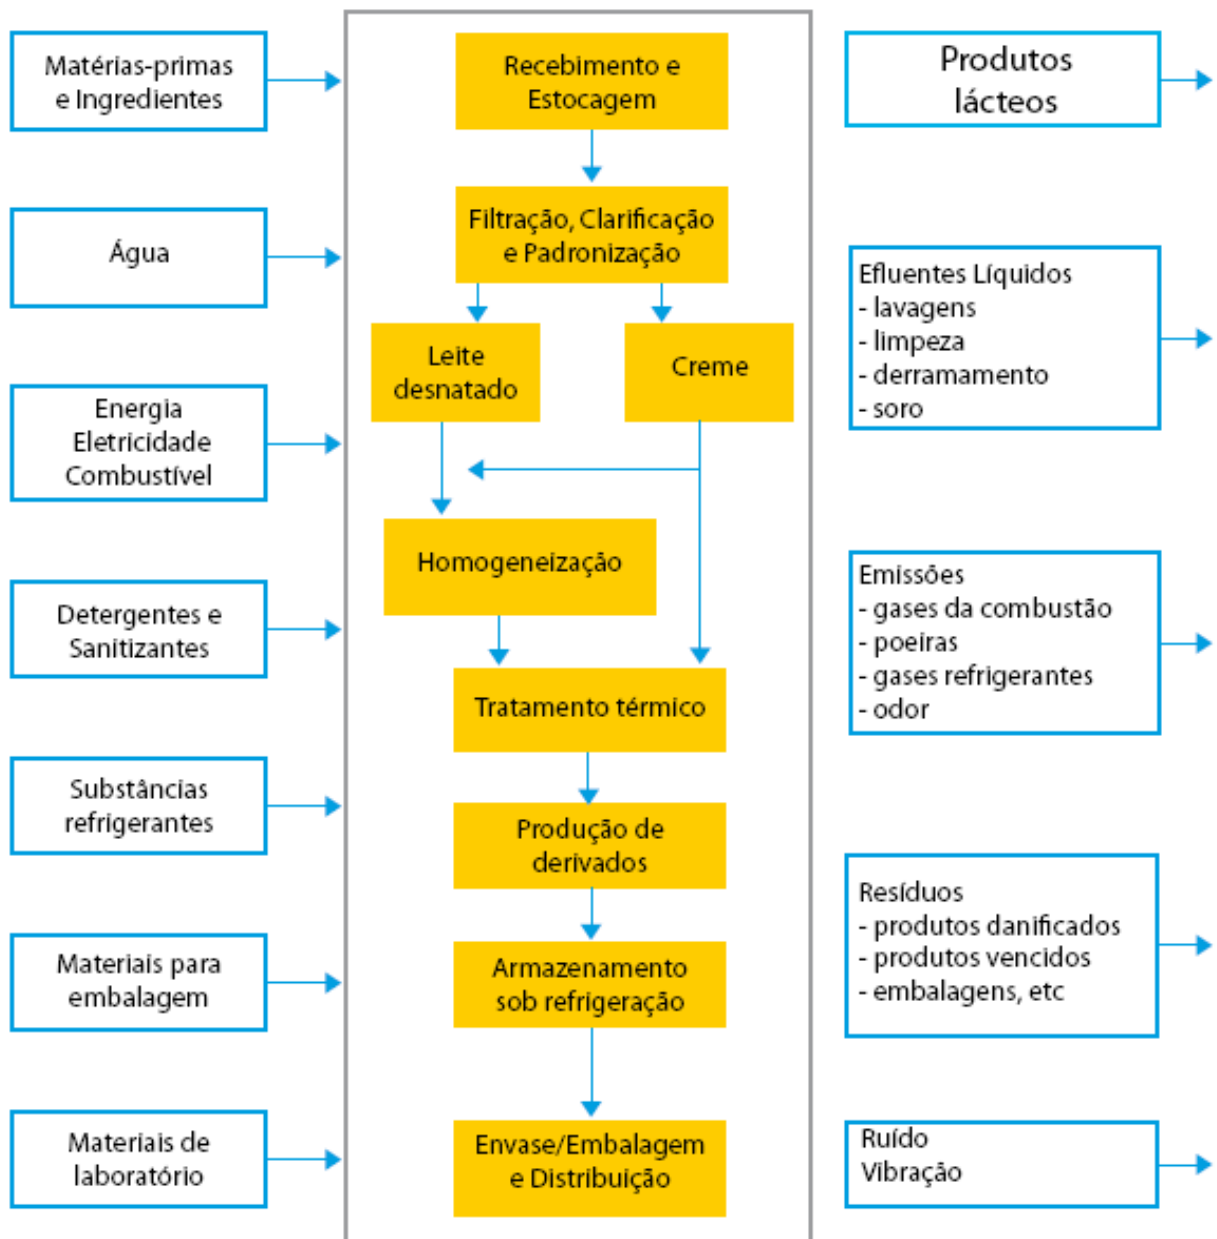 Matérias-primas
e Ingredientes
Água
Energia
Eletricidade
Combustível
Detergentes e
Sanitizantes
Substâncias
refrigerantes
Materiais para
embalagem
Materiais de
laboratório
Recebimento e
Estocagem
Filtração, Clarificação
e Padronização
Leite
desnatado
Creme
Homogeneização
Tratamento térmico
Produção de
derivados
Armazenamento
sob refrigeração
Envase/Embalagem
e Distribuição
Produtos
lácteos
Efluentes Líquidos
- lavagens
- limpeza
- derramamento
- soro
Emissões
- gases da combustão
- poeiras
- gases refrigerantes
- odor
Resíduos
- produtos danificados
- produtos vencidos
- embalagens, etc
Ruído
Vibração